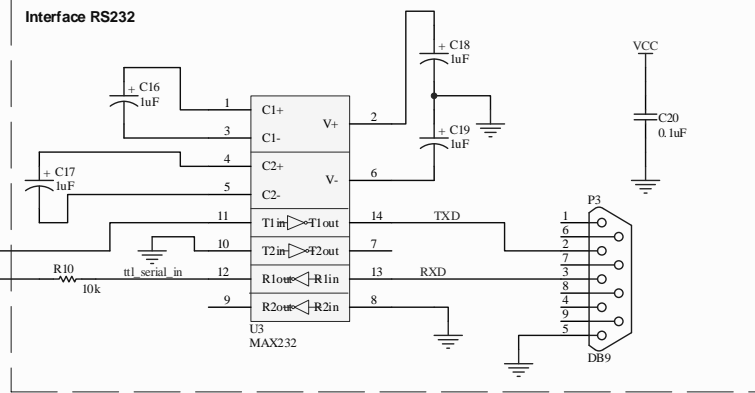 Interface RS232
C18
1uF
VCC
C16
1uF
1
C1+
V+
2
3
C1-
C19
1uF
C20
0.1uF
4
C2+
C17
1uF
V-
6
5
C2-
P3
11
T1in
T1out
14
TXD
1
6
10
T2in
T2out
7
2
7
R10
10k
ttl_serial_in
12
R1out
R1in
13
RXD
3
8
9
R2out
R2in
8
4
9
5
U3
MAX232
DB9